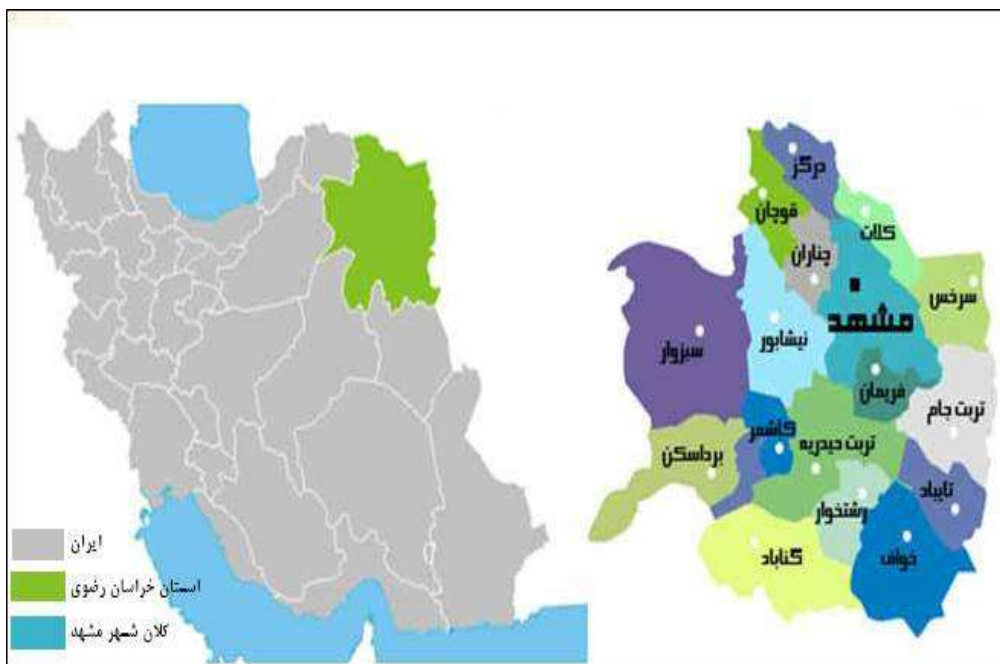 درگز
قوچان
کلات
چناران
سرخس
مشهد
نیشابور
سبزوار
فریمان
تربت جام
کاشمر
تربت حیدریه
برداسکن
تایباد
رشتخوار
خواف
گناباد
ایران
استان خراسان رضوی
کلان شهر مشهد